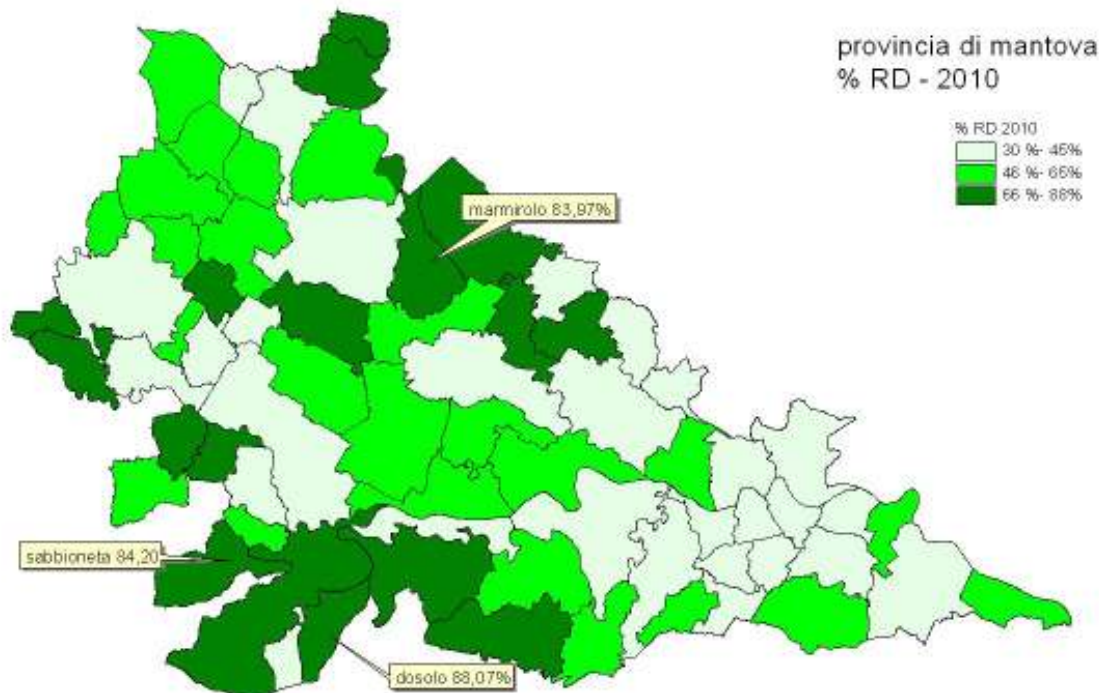 provincia di mantova
% RD - 2010
% RD 2010
30 %- 45%
46 %- 65%
66 %- 88%
marmirolo 83,97%
sabbioneta 84,20
dosolo 88,07%